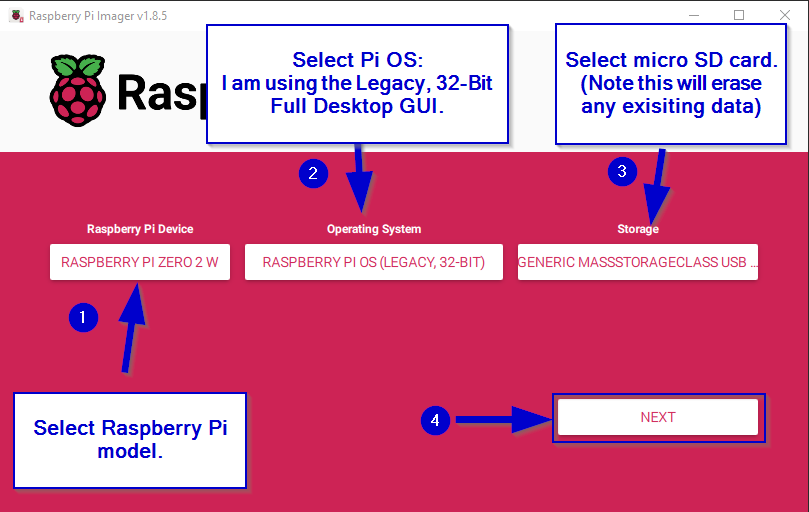 Raspberry Pi Imager v1.8.5
Rasp
Select Pi OS:
I am using the Legacy, 32-Bit
Full Desktop GUI.
Select micro SD card.
(Note this will erase
any exisiting data)
2
3
Raspberry Pi Device
Operating System
Storage
RASPBERRY PI ZERO 2 W
RASPBERRY PI OS (LEGACY, 32-BIT)
GENERIC MASSSTORAGECLASS USB ...
1
Select Raspberry Pi
model.
4
NEXT